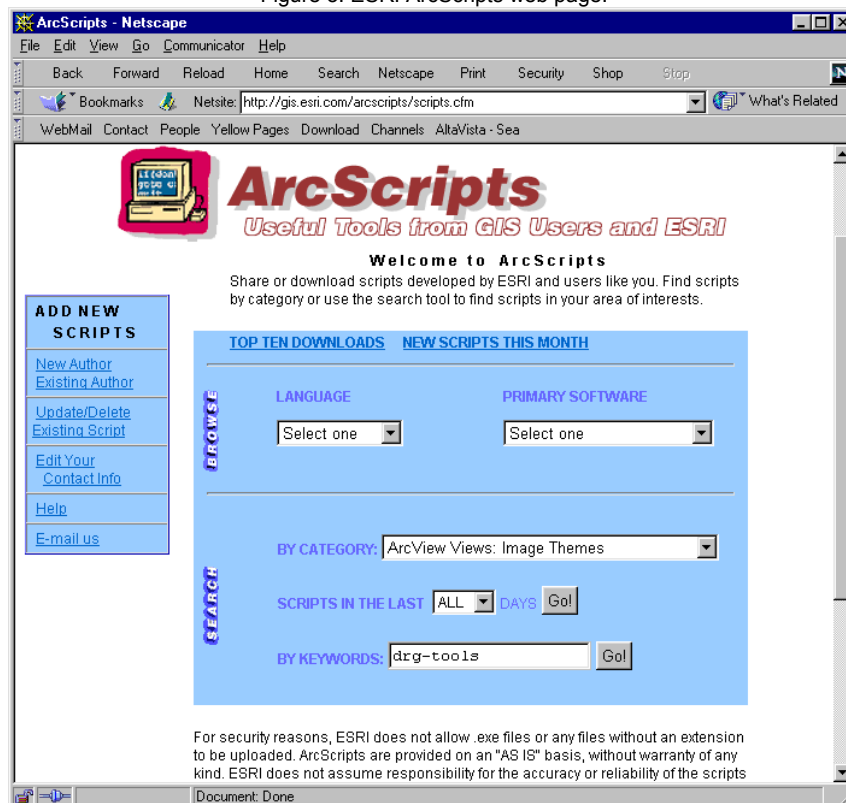 Figure 3. ESRI ArcScripts web page.
ArcScripts - Netscape
File Edit View Go Communicator Help
Back Forward Reload Home Search Netscape Print Security Shop Stop
Bookmarks Netsite: http://gis.esri.com/arcscripts/scripts.cfm What's Related
WebMail Contact People Yellow Pages Download Channels AltaVista - Sea
ArcScripts
Useful Tools from GIS Users and ESRI
Welcome to ArcScripts
Share or download scripts developed by ESRI and users like you. Find scripts
by category or use the search tool to find scripts in your area of interests.
ADD NEW
SCRIPTS
New Author
Existing Author
Update/Delete
Existing Script
Edit Your
Contact Info
Help
E-mail us
TOP TEN DOWNLOADS NEW SCRIPTS THIS MONTH
BROWSE
LANGUAGE PRIMARY SOFTWARE
Select one Select one
SEARCH
BY CATEGORY: ArcView Views: Image Themes
SCRIPTS IN THE LAST ALL DAYS Go!
BY KEYWORDS: drg-tools Go!
For security reasons, ESRI does not allow .exe files or any files without an extension
to be uploaded. ArcScripts are provided on an "AS IS" basis, without warranty of any
kind. ESRI does not assume responsibility for the accuracy or reliability of the scripts
Document: Done